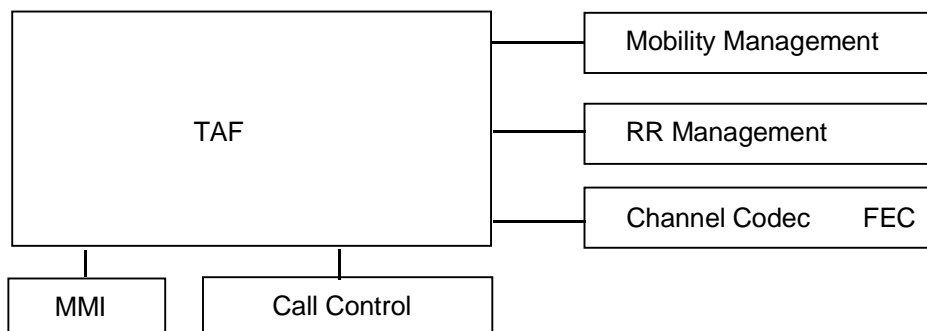 Mobility Management
TAF
RR Management
Channel Codec FEC
MMI
Call Control